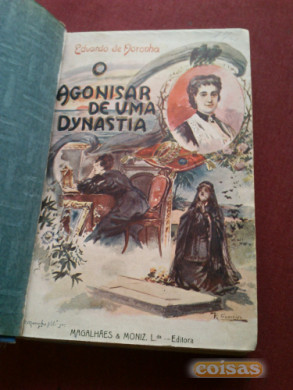 Eduardo de Noronha
O
AGONISAR
DE UMA
DYNASTIA
MAGALHÃES & MONIZ. L.da — Editora
coisas